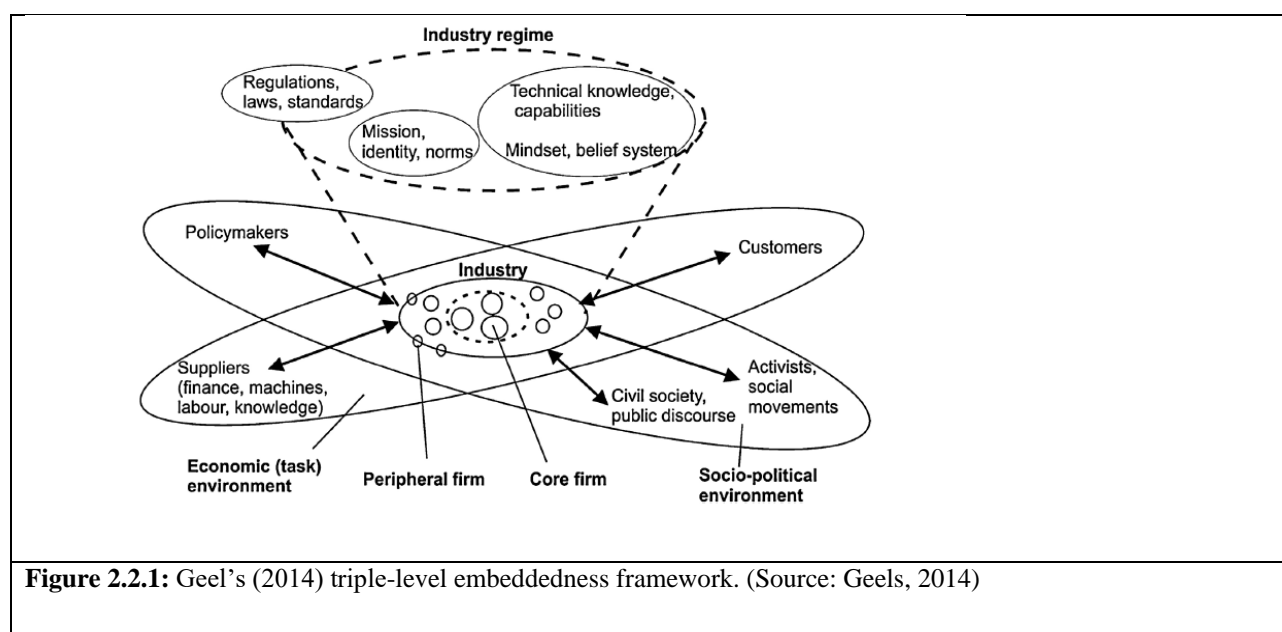 Industry regime
Regulations,
laws, standards
Technical knowledge,
capabilities
Mission,
identity, norms
Mindset, belief system
Policymakers
Customers
Industry
Suppliers
(finance, machines,
labour, knowledge)
Activists,
social
movements
Civil society,
public discourse
Economic (task)
environment
Peripheral firm
Core firm
Socio-political
environment
Figure 2.2.1: Geel’s (2014) triple-level embeddedness framework. (Source: Geels, 2014)